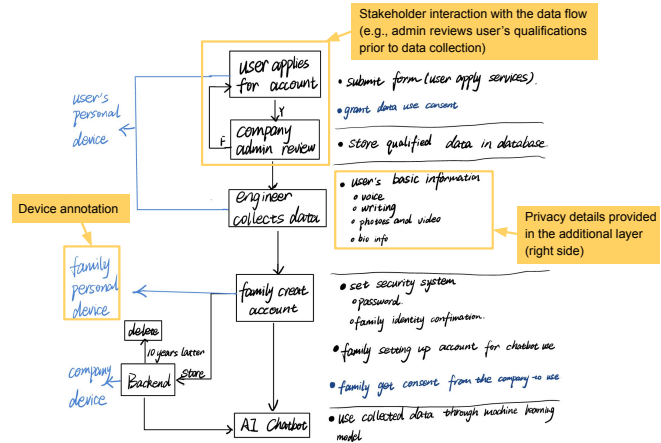 Stakeholder interaction with the data flow
(e.g., admin reviews user's qualifications
prior to data collection)
user applies
for account
• submit form (user apply services).
• grant data use consent
user's
personal
device
Y
F
company
admin review
• store qualified data in database
engineer
collects data
• user's basic information
• voice
• writing
• photos and video
• bio info
Privacy details provided
in the additional layer
(right side)
Device annotation
family
personal
device
family creat
account
• set security system
• password.
• family identity confimation.
• family setting up account for chatbot use
• family got consent from the company to use
delete
10 years latter
store
Backend
company
device
AI Chatbot
• use collected data through machine learning
model